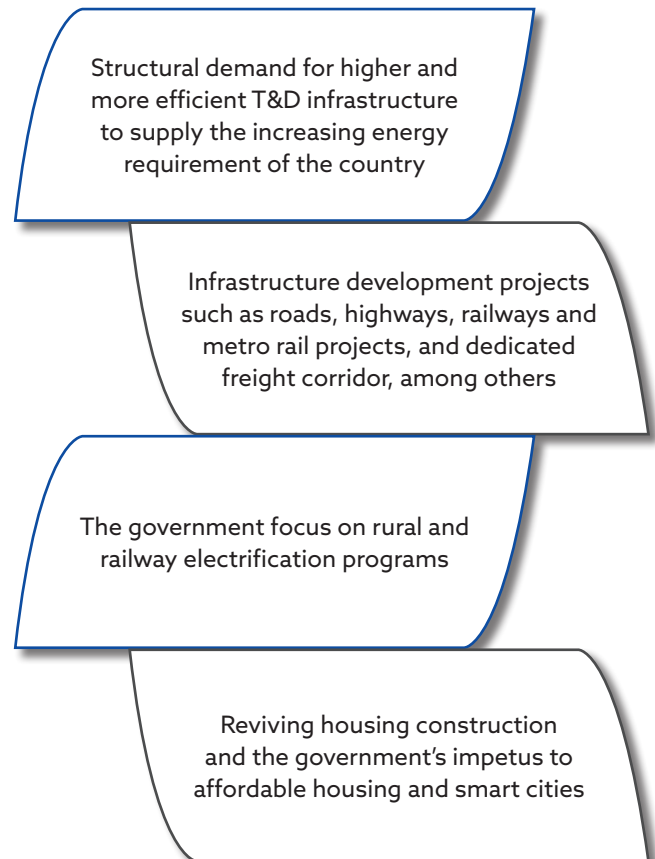 Structural demand for higher and
more efficient T&D infrastructure
to supply the increasing energy
requirement of the country
Infrastructure development projects
such as roads, highways, railways and
metro rail projects, and dedicated
freight corridor, among others
The government focus on rural and
railway electrification programs
Reviving housing construction
and the government’s impetus to
affordable housing and smart cities